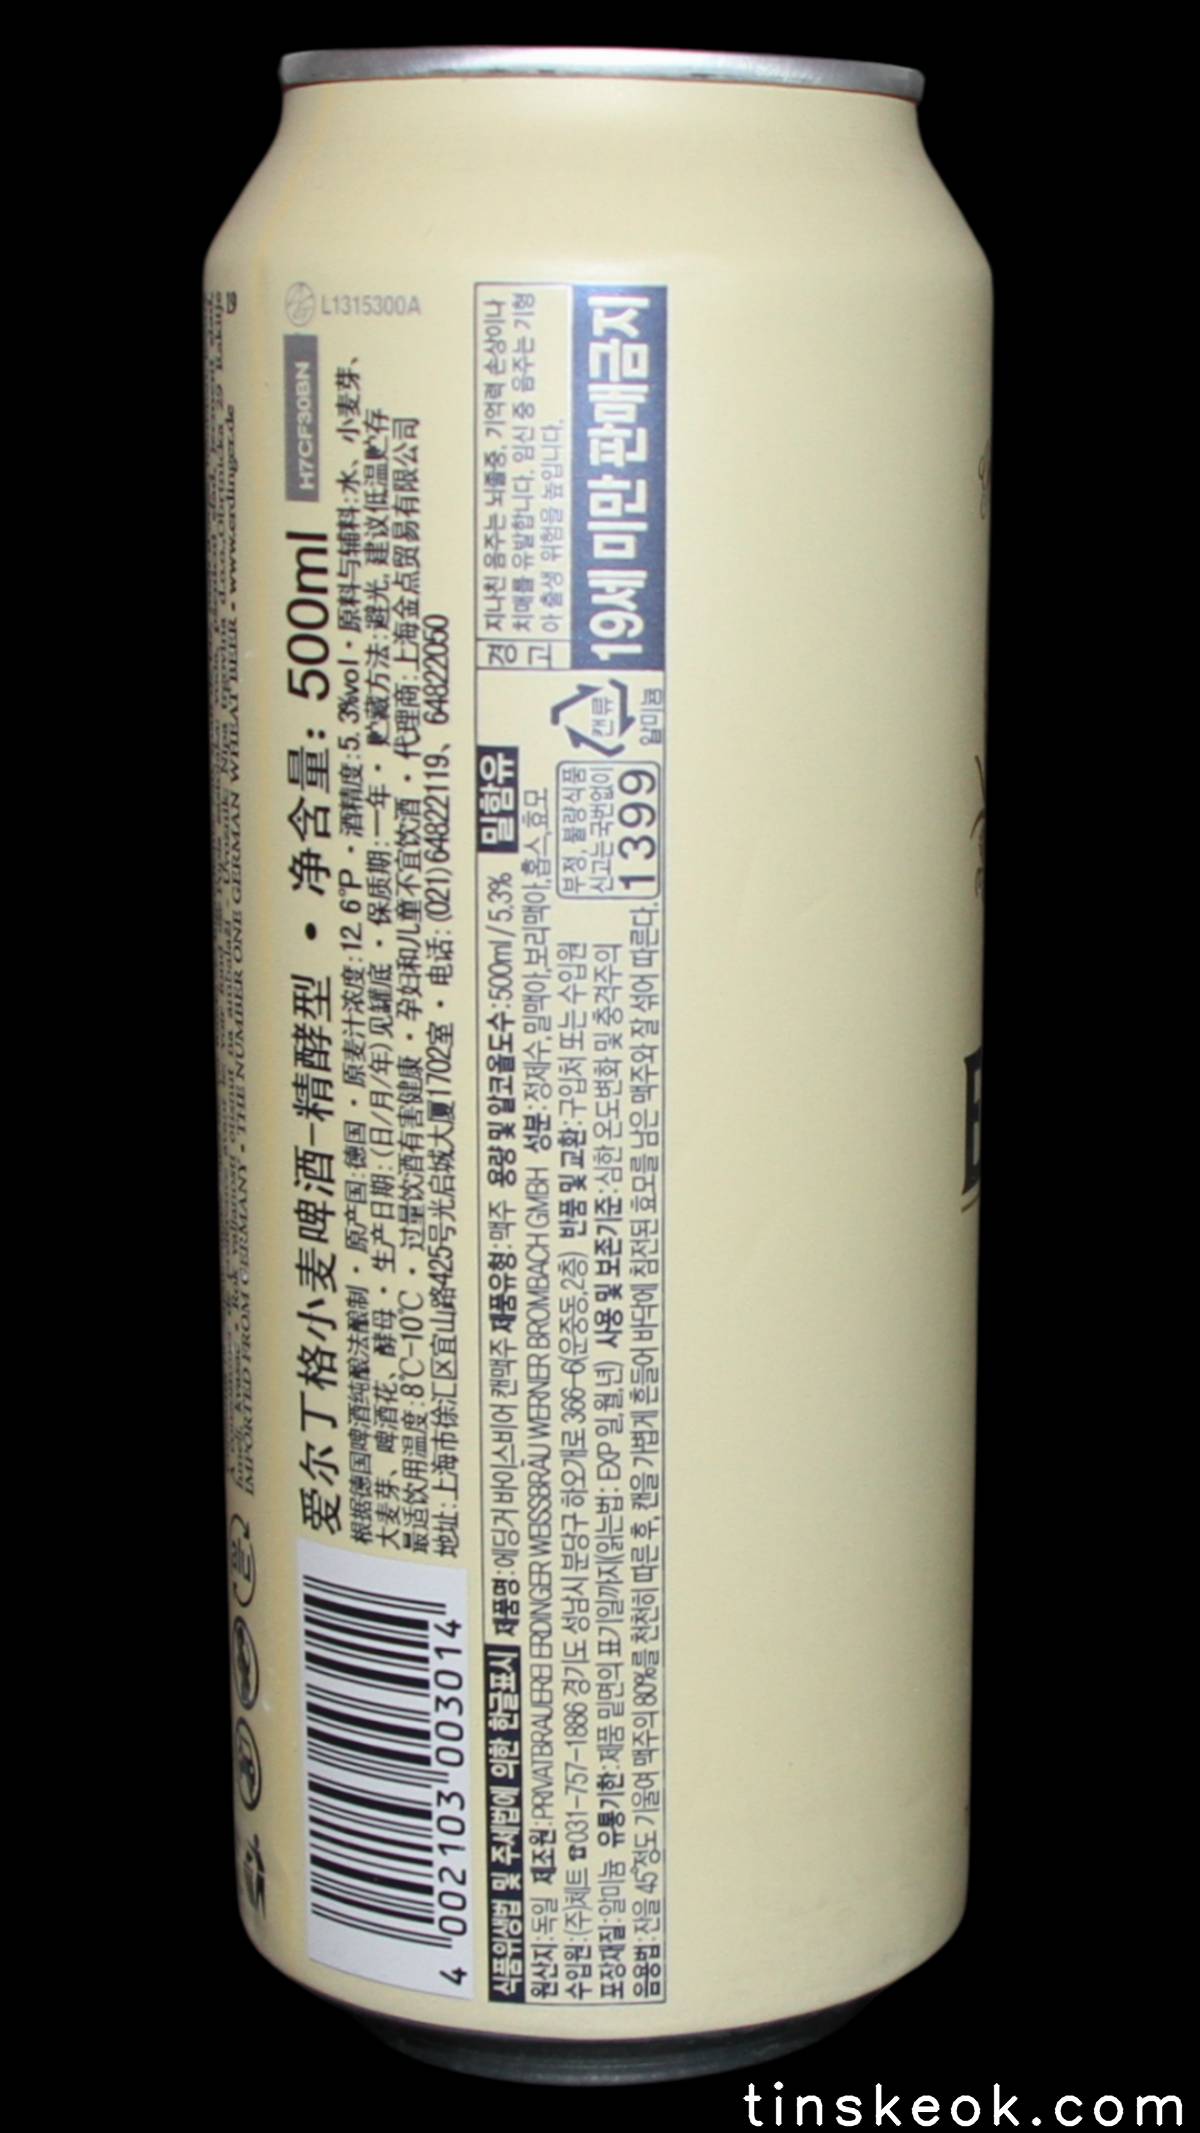 IMPORTED FROM GERMANY • THE NUMBER ONE GERMAN WHEAT BEER • www.erdinger.de
爱尔丁格小麦啤酒-精酵型 • 净含量: 500ml
H7CF30BN
L1315300A
根据德国啤酒纯酿法酿制 • 原产国:德国 • 原麦汁浓度:12.6°P • 酒精度:5.3%vol • 原料与辅料:水、小麦芽、
大麦芽、啤酒花、酵母 • 生产日期:(日/月/年)见罐底 • 保质期:一年 • 贮藏方法:避光,建议低温贮存
最适饮用温度:8℃-10℃ • 过量饮酒有害健康 • 孕妇和儿童不宜饮酒 • 代理商:上海金点贸易有限公司
地址:上海市徐汇区宜山路425号光启城大厦1702室 • 电话:(021)64822119、64822050
4 002103 003014
식품위생법 및 주세법에 의한 한글표시 제품명:에딩거 바이스비어 캔맥주 제품유형:맥주 용량 및 알코올도수:500ml / 5.3% 밀함유
원산지:독일 제조원:PRIVATBRAUEREI ERDINGER WEISSBRÄU WERNER BROMBACH GMBH 성분:정제수,밀맥아,보리맥아,홉스,효모
수입원:(주)체트 ☎031-757-1886 경기도 성남시 분당구 하오개로 366-6(운중동,2층) 반품 및 교환:구입처 또는 수입원
포장재질:알미늄 유통기한:제품 밑면의 표기일까지(읽는법: EXP 일,월,년) 사용 및 보존기준:심한 온도변화 및 충격주의
음용법:잔을 45°정도 기울여 맥주의 80%를 천천히 따른 후, 캔을 가볍게 흔들어 바닥에 침전된 효모를 남은 맥주와 잘 섞어 따른다.
부정, 불량식품
신고는 국번없이
1399
캔류
알미늄
경고
지나친 음주는 뇌졸중, 기억력 손상이나
치매를 유발합니다. 임신 중 음주는 기형
아 출생 위험을 높입니다.
19세 미만 판매금지
tinskeok.com